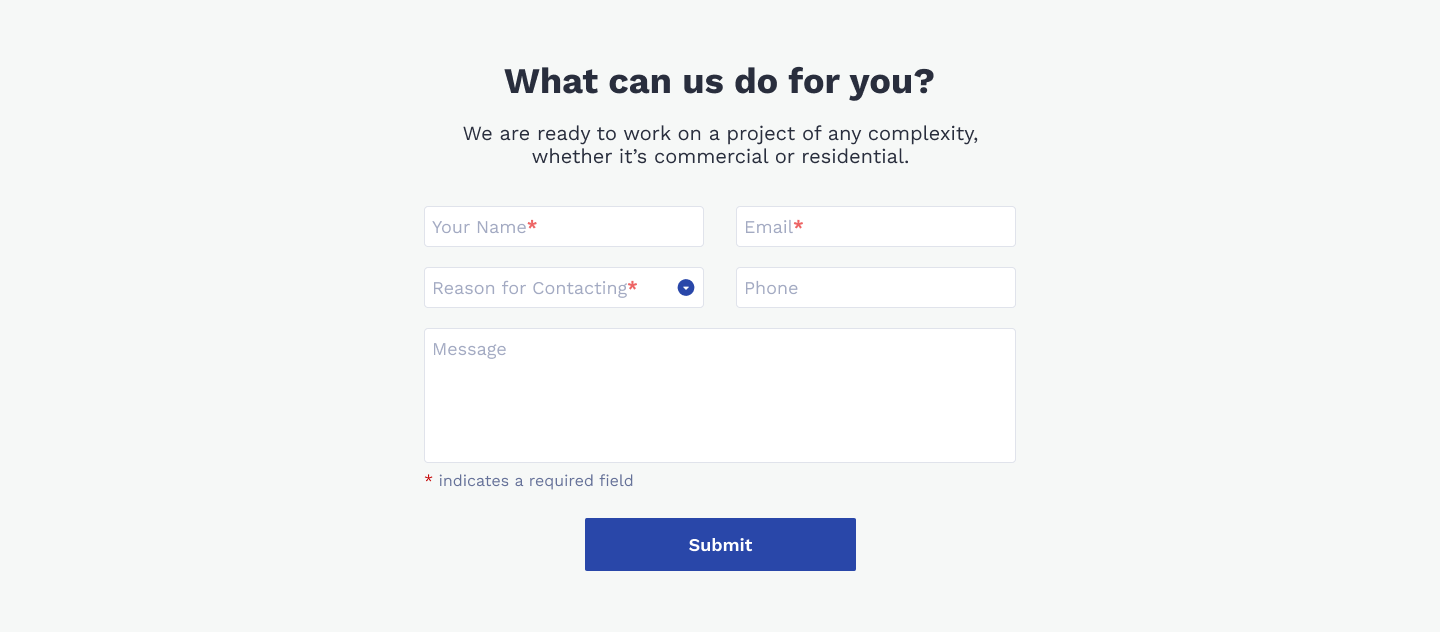 What can us do for you?
We are ready to work on a project of any complexity,
whether it’s commercial or residential.
Your Name*
Email*
Reason for Contacting*
Phone
Message
* indicates a required field
Submit